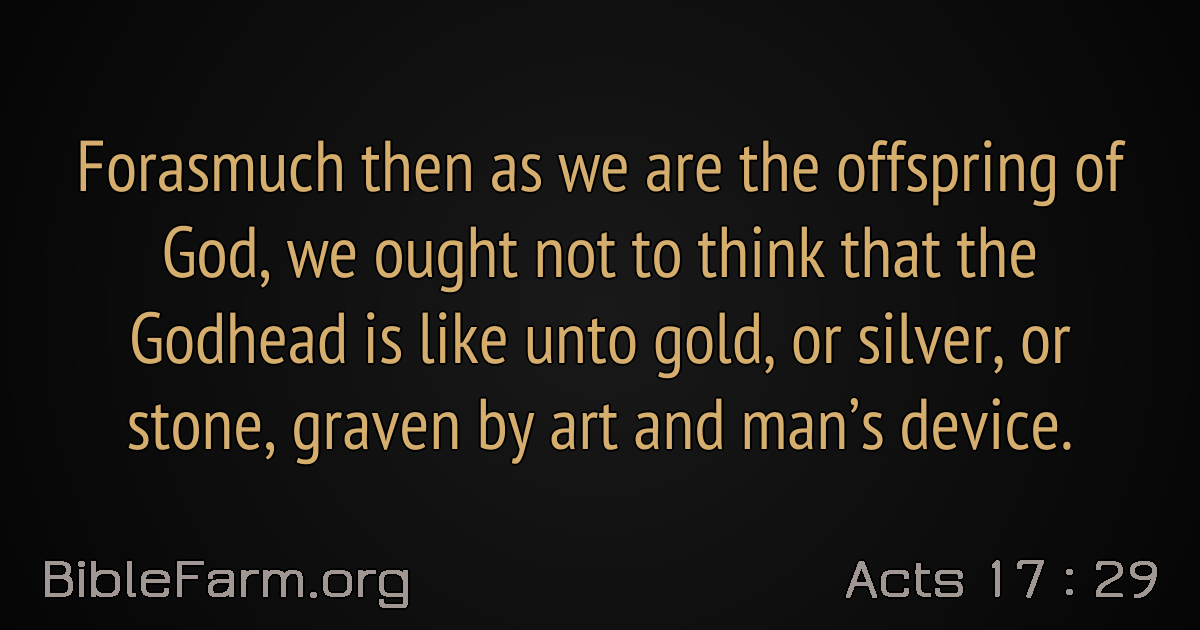 Forasmuch then as we are the offspring of
God, we ought not to think that the
Godhead is like unto gold, or silver, or
stone, graven by art and man’s device.
BibleFarm.org
Acts 17 : 29